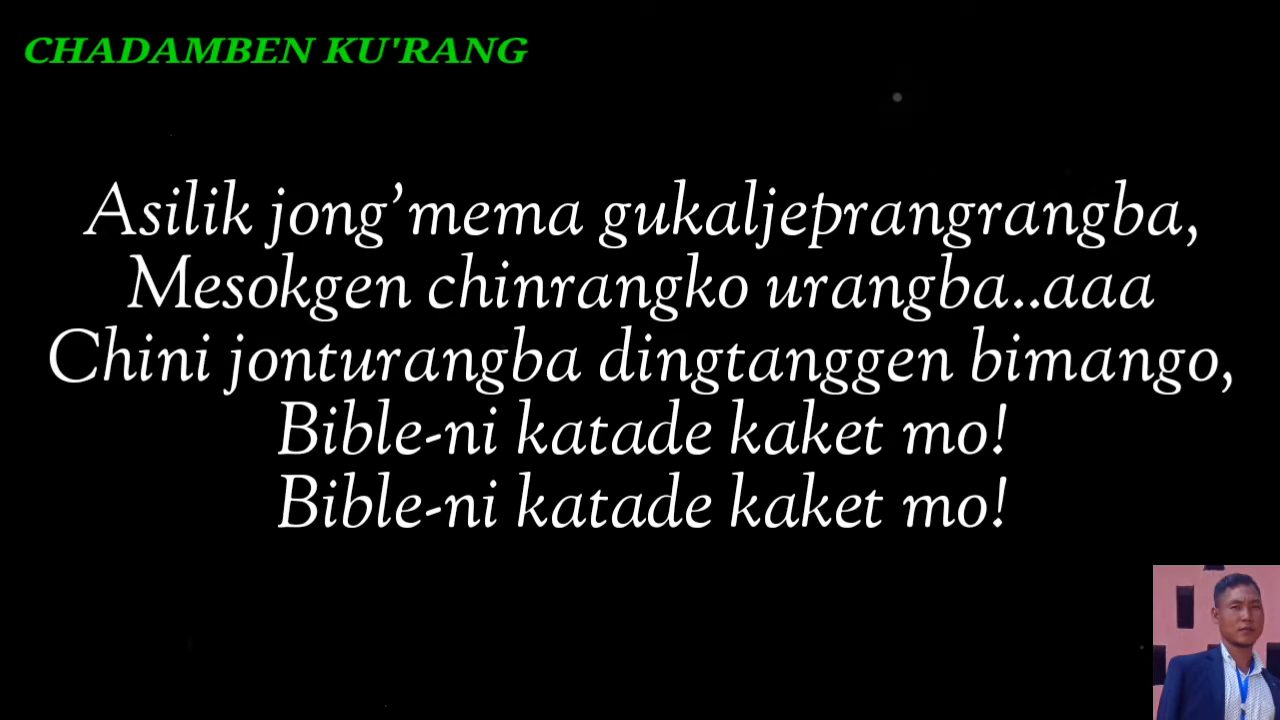 CHADAMBEN KU'RANG
Asilik jong’mema gukaljeprangrangba,
Mesokgen chinrangko urangba..aaa
Chini jonturangba dingtanggen bimango,
Bible-ni katade kaket mo!
Bible-ni katade kaket mo!